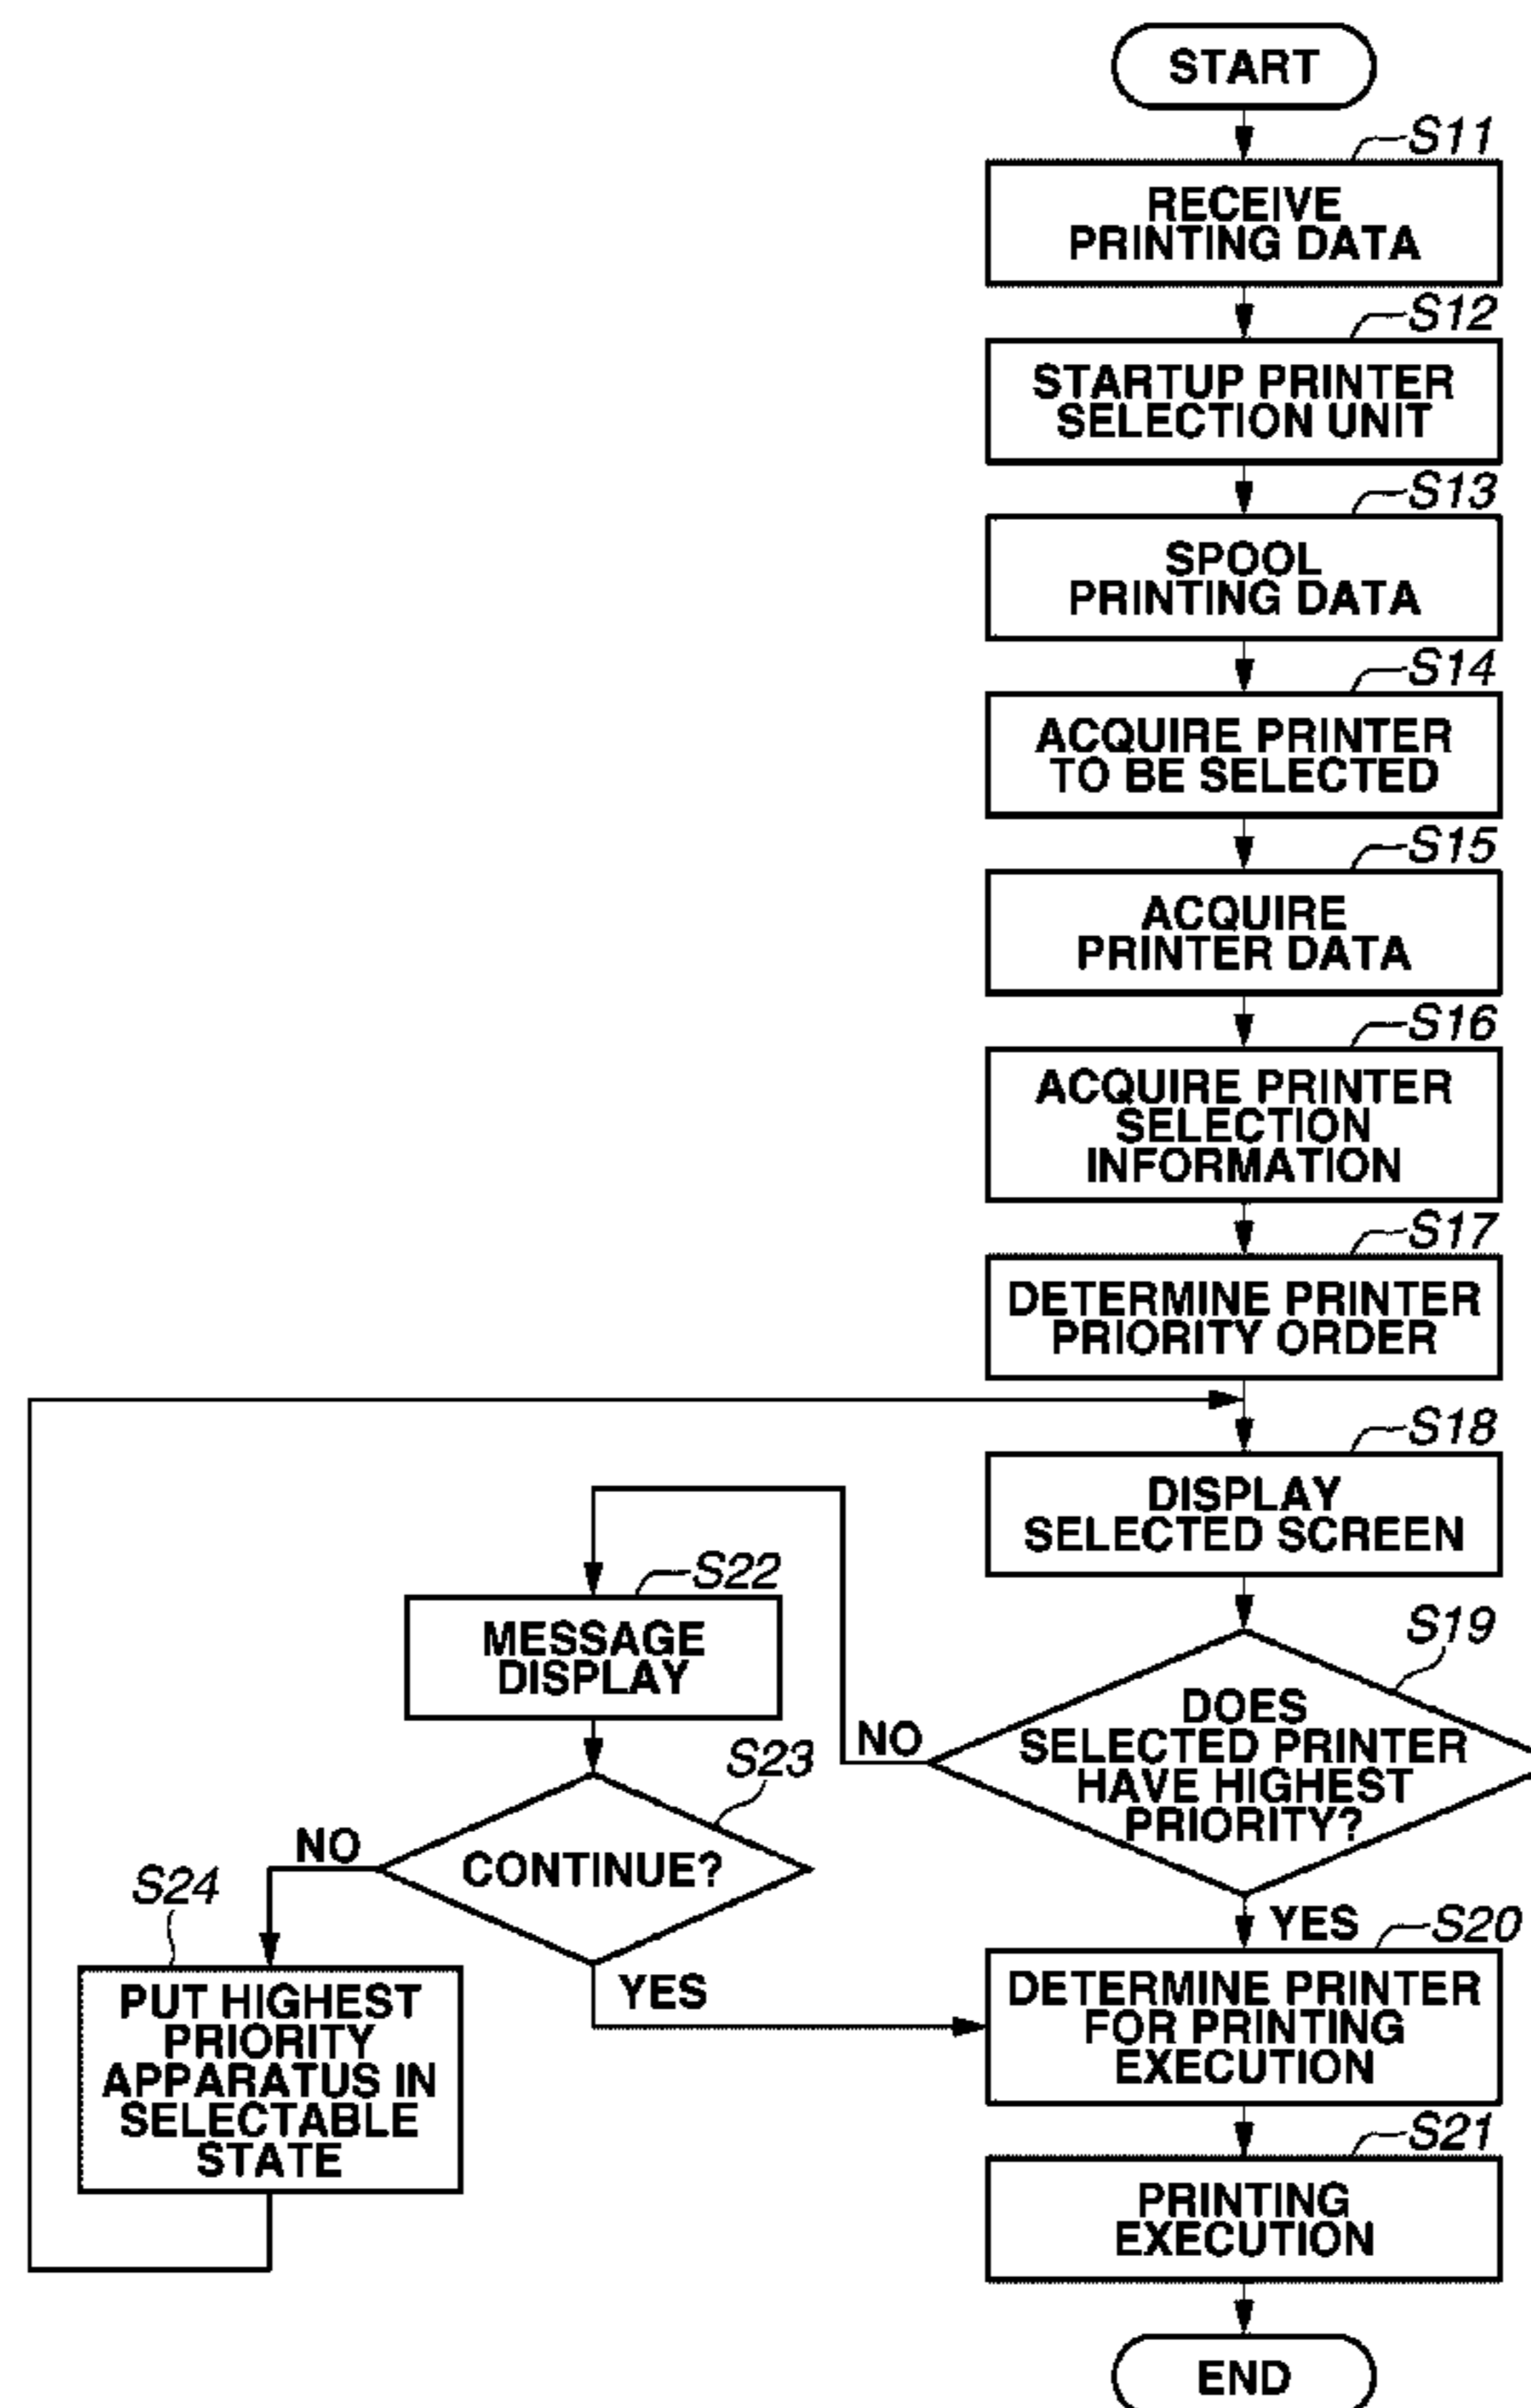 START
S11
RECEIVE
PRINTING DATA
S12
STARTUP PRINTER
SELECTION UNIT
S13
SPOOL
PRINTING DATA
S14
ACQUIRE PRINTER
TO BE SELECTED
S15
ACQUIRE
PRINTER DATA
S16
ACQUIRE PRINTER
SELECTION
INFORMATION
S17
DETERMINE PRINTER
PRIORITY ORDER
S18
DISPLAY
SELECTED SCREEN
S19
DOES
SELECTED PRINTER
HAVE HIGHEST
PRIORITY?
NO
YES
S22
MESSAGE
DISPLAY
S23
CONTINUE?
NO
YES
S24
PUT HIGHEST
PRIORITY
APPARATUS IN
SELECTABLE
STATE
S20
DETERMINE PRINTER
FOR PRINTING
EXECUTION
S21
PRINTING
EXECUTION
END